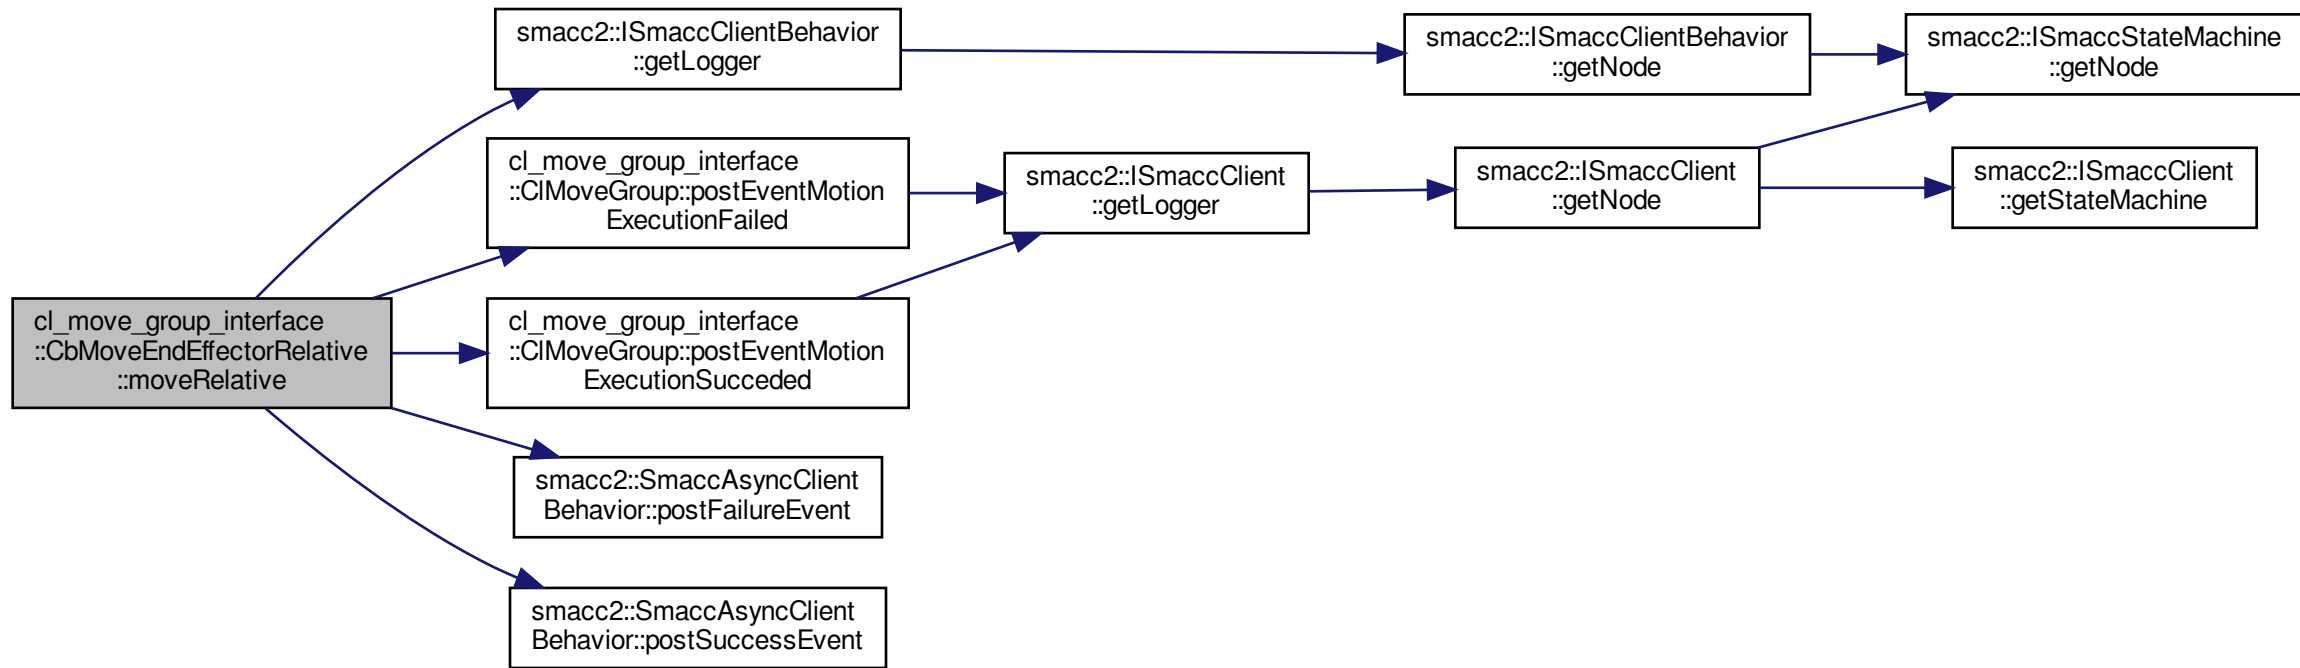 smacc2::ISmaccClientBehavior
::getLogger
smacc2::ISmaccClientBehavior
::getNode
smacc2::ISmaccStateMachine
::getNode
cl_move_group_interface
::ClMoveGroup::postEventMotion
ExecutionFailed
smacc2::ISmaccClient
::getLogger
smacc2::ISmaccClient
::getNode
smacc2::ISmaccClient
::getStateMachine
cl_move_group_interface
::CbMoveEndEffectorRelative
::moveRelative
cl_move_group_interface
::ClMoveGroup::postEventMotion
ExecutionSucceded
smacc2::SmaccAsyncClient
Behavior::postFailureEvent
smacc2::SmaccAsyncClient
Behavior::postSuccessEvent